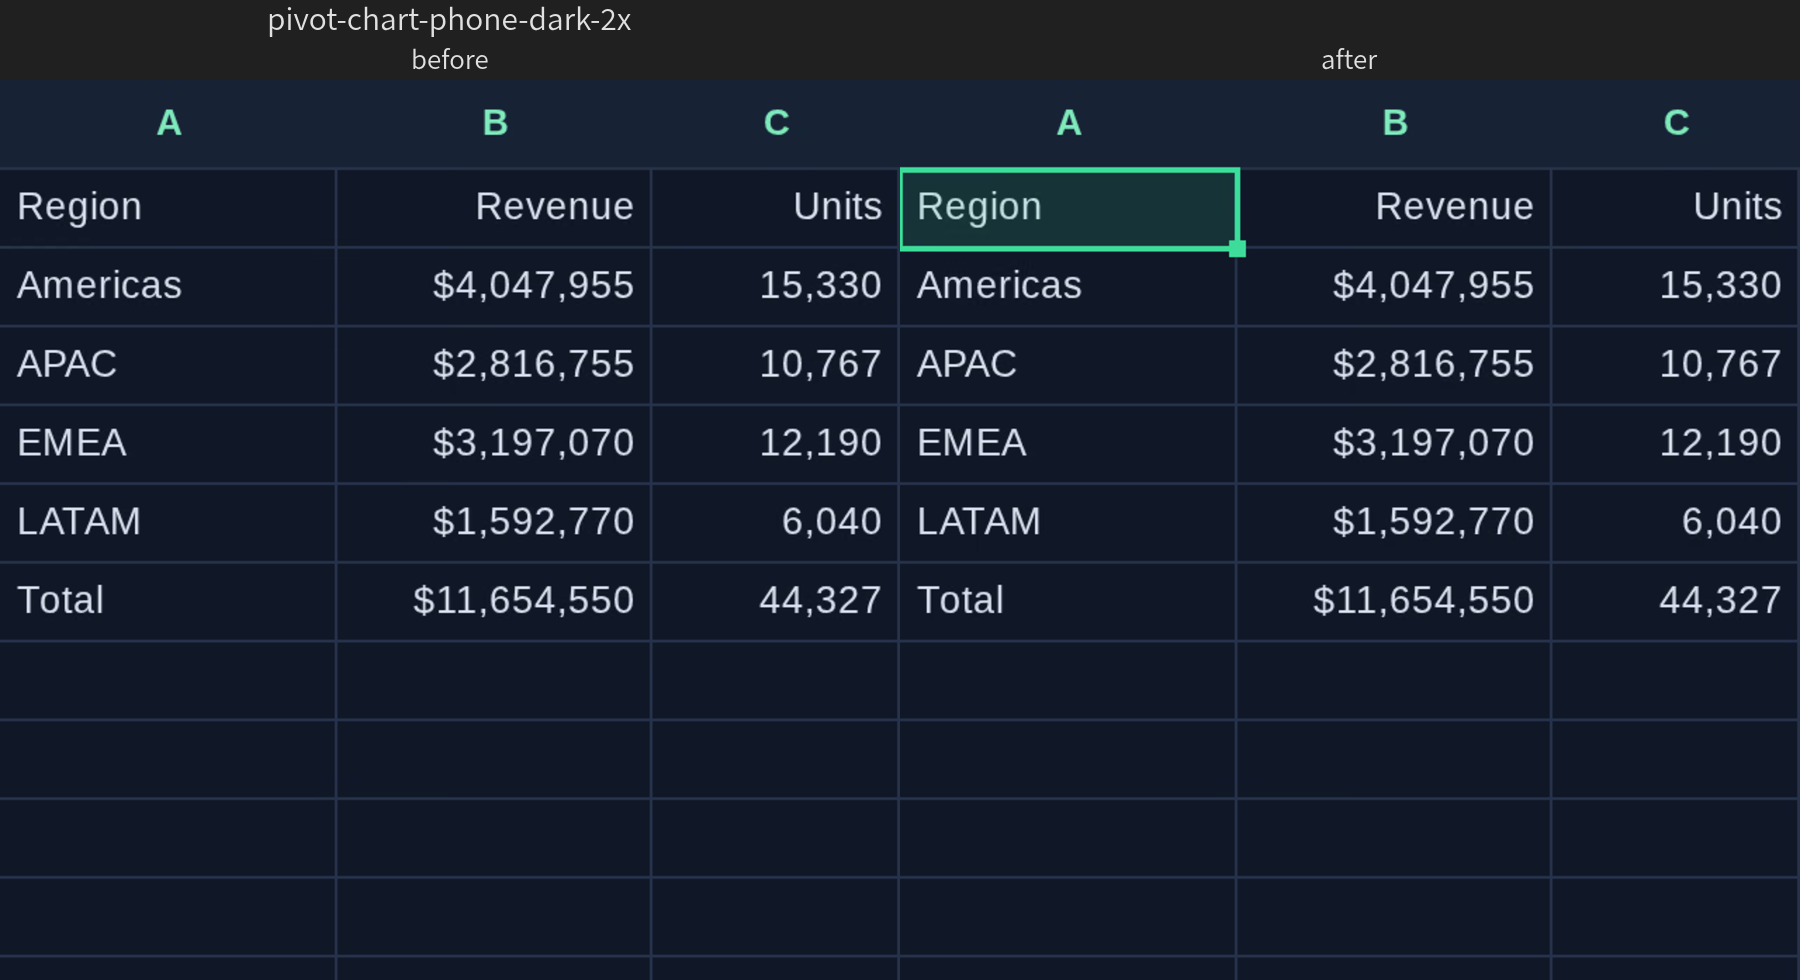 pivot-chart-phone-dark-2x
before after
A B C A B C
Region Revenue Units Region Revenue Units
Americas $4,047,955 15,330 Americas $4,047,955 15,330
APAC $2,816,755 10,767 APAC $2,816,755 10,767
EMEA $3,197,070 12,190 EMEA $3,197,070 12,190
LATAM $1,592,770 6,040 LATAM $1,592,770 6,040
Total $11,654,550 44,327 Total $11,654,550 44,327